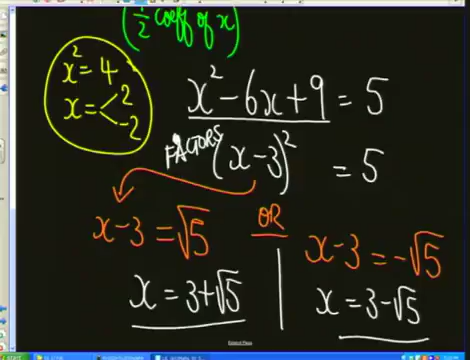 (1/2 coeff of x)
x² = 4
x = < 2
-2
x² - 6x + 9 = 5
FACTORS (x - 3)² = 5
x - 3 = √5 OR x - 3 = -√5
x = 3 + √5 x = 3 - √5